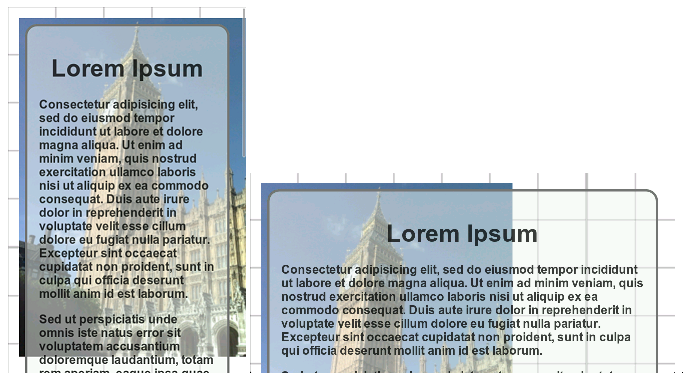 Lorem Ipsum
Consectetur adipisicing elit,
sed do eiusmod tempor
incididunt ut labore et dolore
magna aliqua. Ut enim ad
minim veniam, quis nostrud
exercitation ullamco laboris
nisi ut aliquip ex ea commodo
consequat. Duis aute irure
dolor in reprehenderit in
voluptate velit esse cillum
dolore eu fugiat nulla pariatur.
Excepteur sint occaecat
cupidatat non proident, sunt in
culpa qui officia deserunt
mollit anim id est laborum.
Sed ut perspiciatis unde
omnis iste natus error sit
voluptatem accusantium
doloremque laudantium, totam
rem aperiam, eaque ipsa quae
Lorem Ipsum
Consectetur adipisicing elit, sed do eiusmod tempor incididunt
ut labore et dolore magna aliqua. Ut enim ad minim veniam, quis
nostrud exercitation ullamco laboris nisi ut aliquip ex ea
commodo consequat. Duis aute irure dolor in reprehenderit in
voluptate velit esse cillum dolore eu fugiat nulla pariatur.
Excepteur sint occaecat cupidatat non proident, sunt in culpa
qui officia deserunt mollit anim id est laborum.